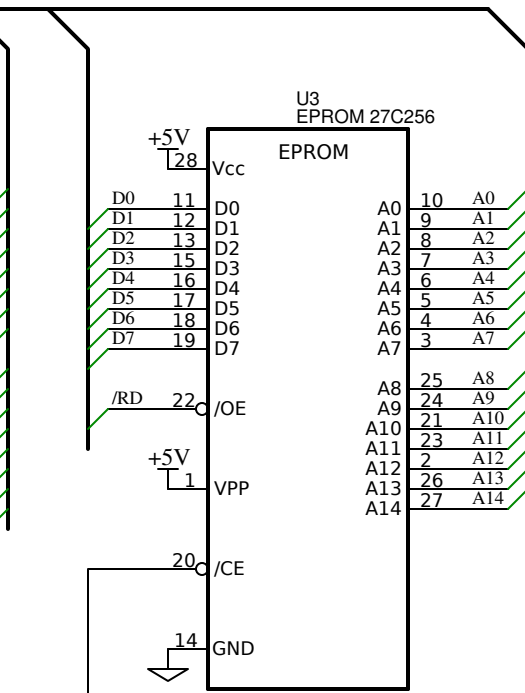 U3
EPROM 27C256
+5V
EPROM
28 Vcc
D0 11 D0 A0 10 A0
D1 12 D1 A1 9 A1
D2 13 D2 A2 8 A2
D3 15 D3 A3 7 A3
D4 16 D4 A4 6 A4
D5 17 D5 A5 5 A5
D6 18 D6 A6 4 A6
D7 19 D7 A7 3 A7
A8 25 A8
/RD 22 /OE A9 24 A9
A10 21 A10
A11 23 A11
+5V A12 2 A12
1 VPP A13 26 A13
A14 27 A14
20 /CE
14 GND